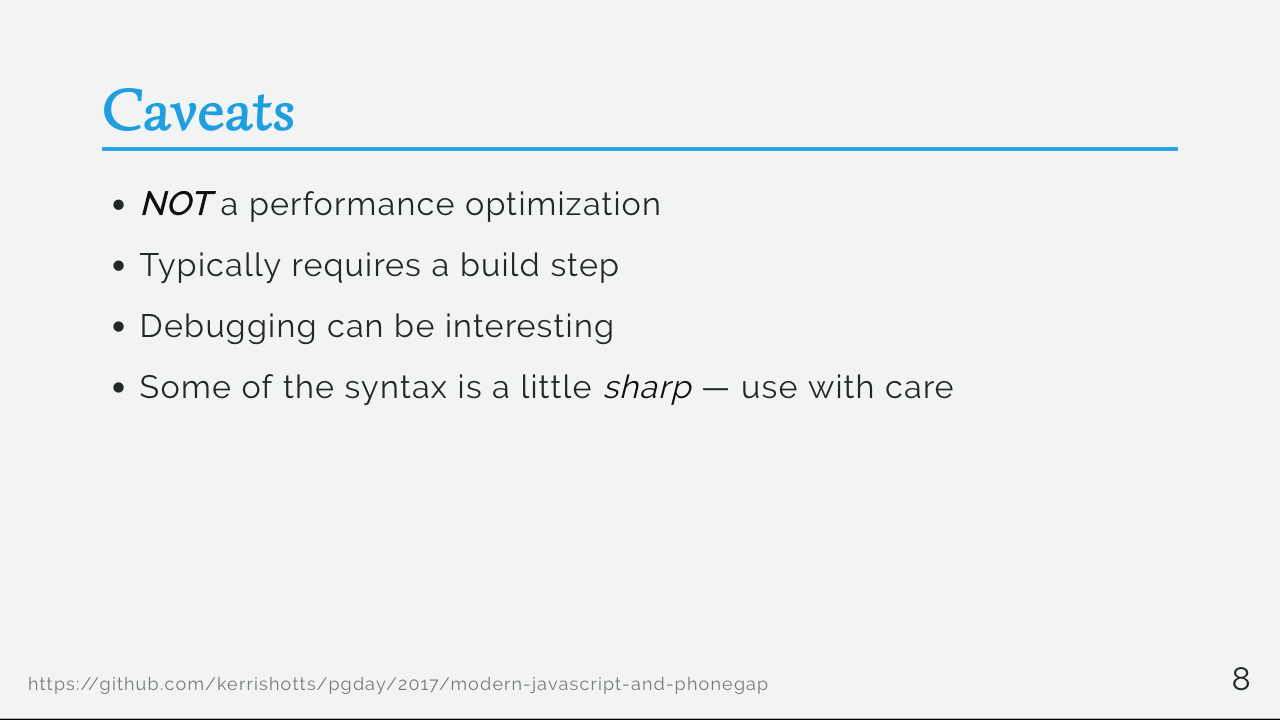 Caveats
• NOT a performance optimization
• Typically requires a build step
• Debugging can be interesting
• Some of the syntax is a little sharp — use with care
https://github.com/kerrishotts/pgday/2017/modern-javascript-and-phonegap
8